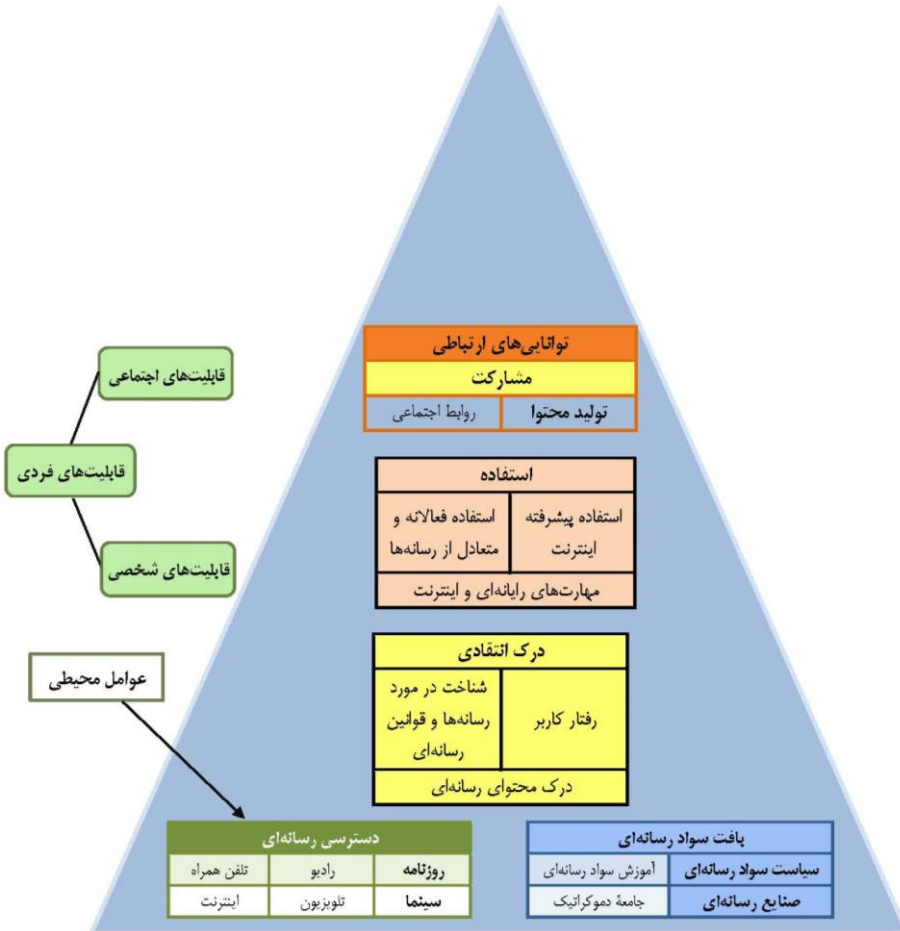 توانایی‌های ارتباطی
مشارکت
تولید محتوا روابط اجتماعی
قابلیت‌های اجتماعی
قابلیت‌های فردی
قابلیت‌های شخصی
استفاده
استفاده پیشرفته
اینترنت
استفاده فعالانه و
متعادل از رسانه‌ها
مهارت‌های رایانه‌ای و اینترنت
درک انتقادی
رفتار کاربر
شناخت در مورد
رسانه‌ها و قوانین
رسانه‌ای
درک محتوای رسانه‌ای
عوامل محیطی
بافت سواد رسانه‌ای
سیاست سواد رسانه‌ای آموزش سواد رسانه‌ای
صنایع رسانه‌ای جامعۀ دموکراتیک
دسترسی رسانه‌ای
روزنامه رادیو تلفن همراه
سینما تلویزیون اینترنت